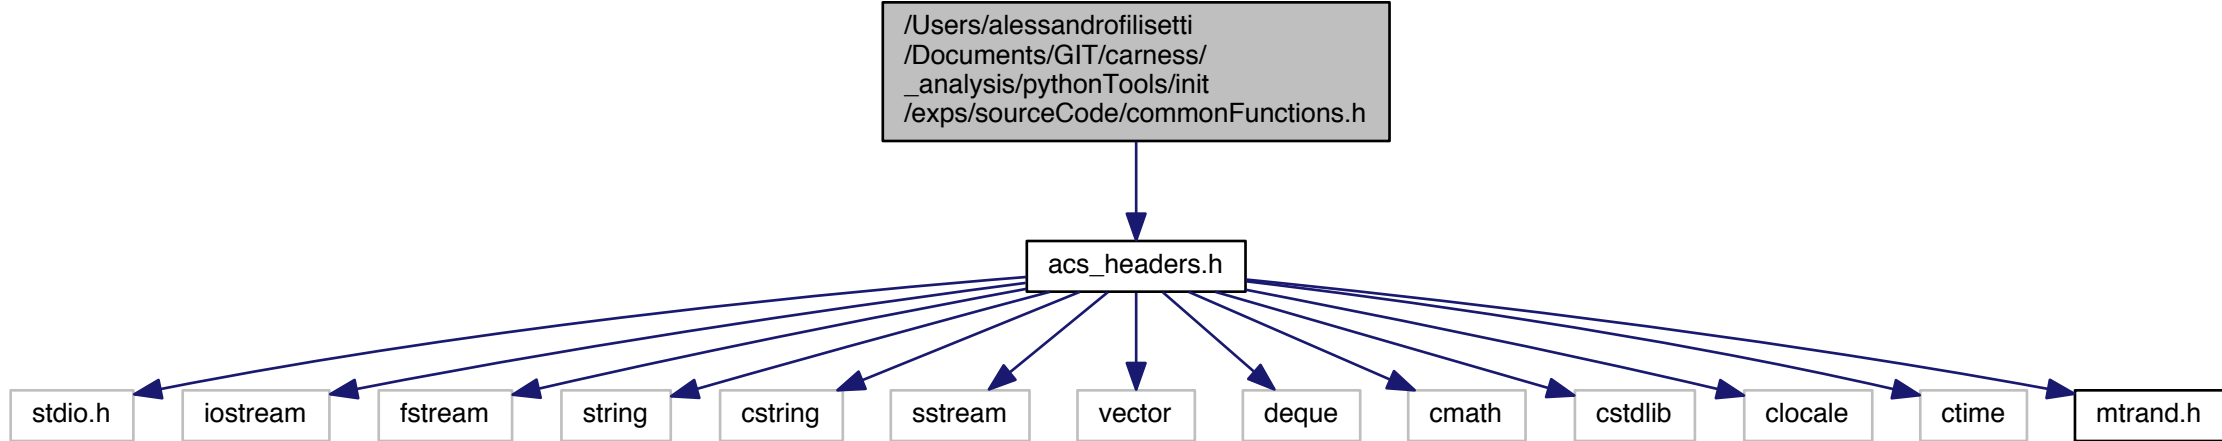 /Users/alessandrofilisetti
/Documents/GIT/carness/
_analysis/pythonTools/init
/exps/sourceCode/commonFunctions.h
acs_headers.h
stdio.h
iostream
fstream
string
cstring
sstream
vector
deque
cmath
cstdlib
clocale
ctime
mtrand.h